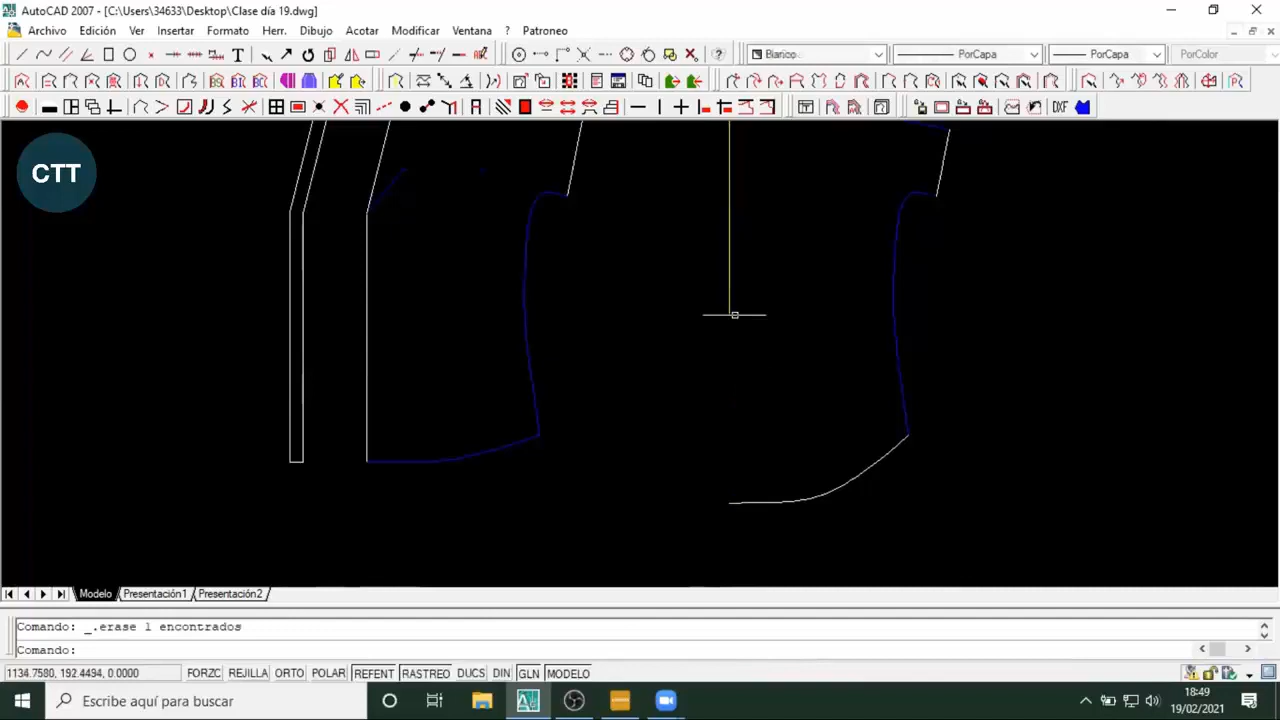 AutoCAD 2007 - [C:\Users\34633\Desktop\Clase día 19.dwg]
Archivo Edición Ver Insertar Formato Herr. Dibujo Acotar Modificar Ventana ? Patroneo
Bianco PorCapa PorCapa PorColor
DXF
CTT
Modelo Presentación1 Presentación2
Comando: _.erase 1 encontrados
Comando:
1134.7580, 192.4494, 0.0000 FORZC REJILLA ORTO POLAR REFENT RASTREO DUCS DIN GLN MODELO
Escribe aquí para buscar
18:49
19/02/2021